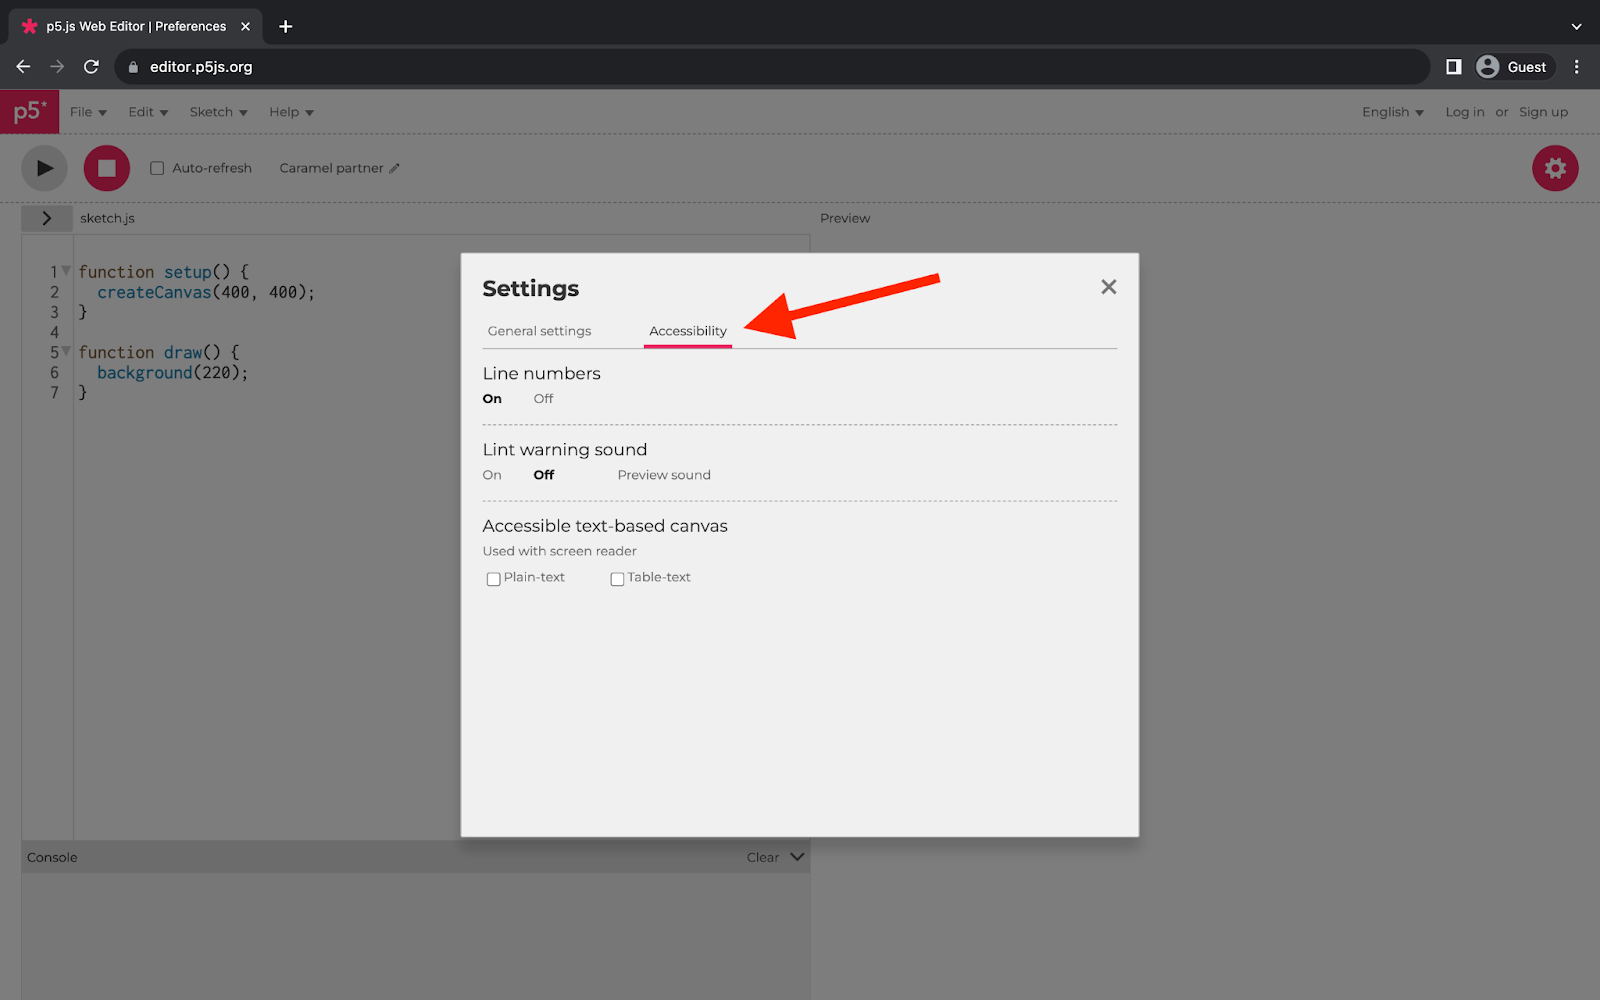 p5.js Web Editor | Preferences
editor.p5js.org
Guest
p5*
File
Edit
Sketch
Help
English
Log in or Sign up
Auto-refresh
Caramel partner
sketch.js
Preview
1 function setup() {
2 createCanvas(400, 400);
3 }
4
5 function draw() {
6 background(220);
7 }
Settings
General settings
Accessibility
Line numbers
On Off
Lint warning sound
On Off Preview sound
Accessible text-based canvas
Used with screen reader
Plain-text Table-text
Console
Clear